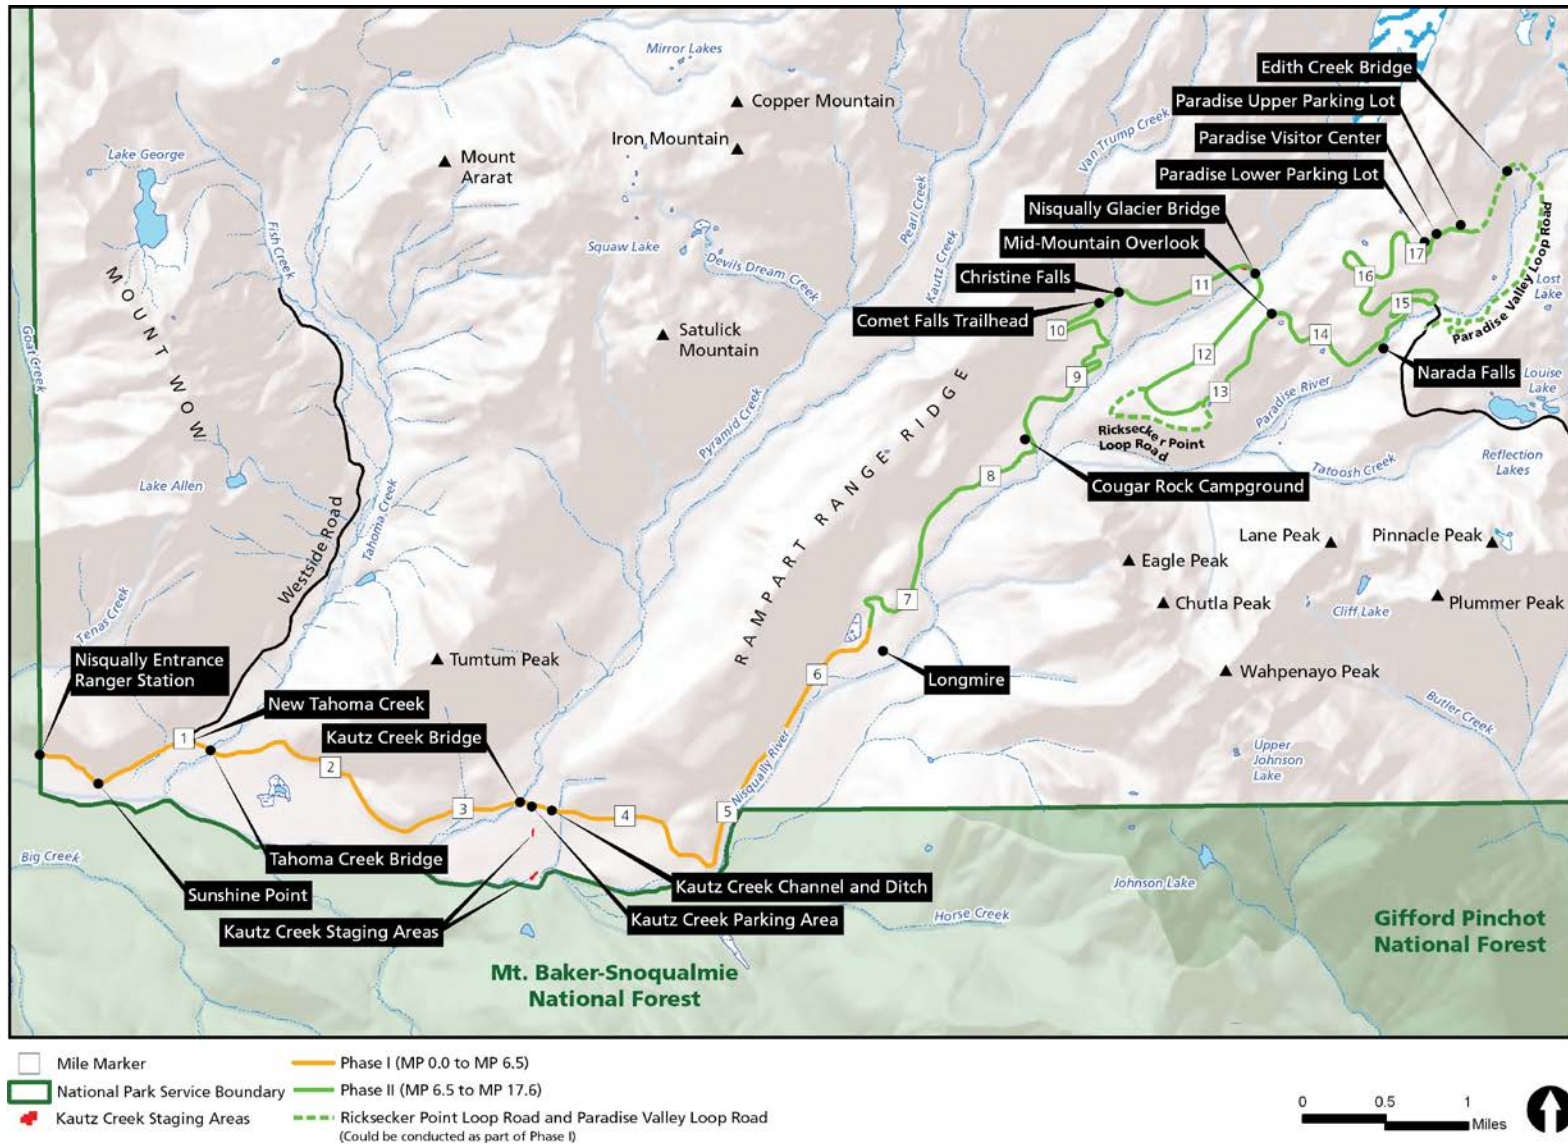 Mirror Lakes
Copper Mountain
Iron Mountain
Mount
Ararat
Lake George
Fish Creek
Squaw Lake
Devils Dream Creek
Pearl Creek
Kautz Creek
Van Trump Creek
Edith Creek Bridge
Paradise Upper Parking Lot
Paradise Visitor Center
Paradise Lower Parking Lot
Nisqually Glacier Bridge
Mid-Mountain Overlook
Christine Falls
Comet Falls Trailhead
MOUNT WOW
Goat Creek
Satulick
Mountain
Pyramid Creek
RAMPART RANGE RIDGE
17
16
15
14
13
12
11
10
9
8
7
6
5
4
3
2
1
Paradise Valley Loop Road
Lost
Lake
Narada Falls
Louise
Lake
Paradise River
Ricksecker Point
Loop Road
Tatoosh Creek
Reflection
Lakes
Cougar Rock Campground
Lake Allen
Westside Road
Tahoma Creek
Tenas Creek
Lane Peak
Pinnacle Peak
Eagle Peak
Chutla Peak
Cliff Lake
Plummer Peak
Wahpenayo Peak
Butler Creek
Upper
Johnson
Lake
Nisqually Entrance
Ranger Station
Tumtum Peak
Longmire
New Tahoma Creek
Kautz Creek Bridge
Nisqually River
Tahoma Creek Bridge
Sunshine Point
Kautz Creek Staging Areas
Kautz Creek Channel and Ditch
Kautz Creek Parking Area
Big Creek
Horse Creek
Johnson Lake
Mt. Baker-Snoqualmie
National Forest
Gifford Pinchot
National Forest
Mile Marker
National Park Service Boundary
Kautz Creek Staging Areas
Phase I (MP 0.0 to MP 6.5)
Phase II (MP 6.5 to MP 17.6)
Ricksecker Point Loop Road and Paradise Valley Loop Road
(Could be conducted as part of Phase I)
0 0.5 1
Miles